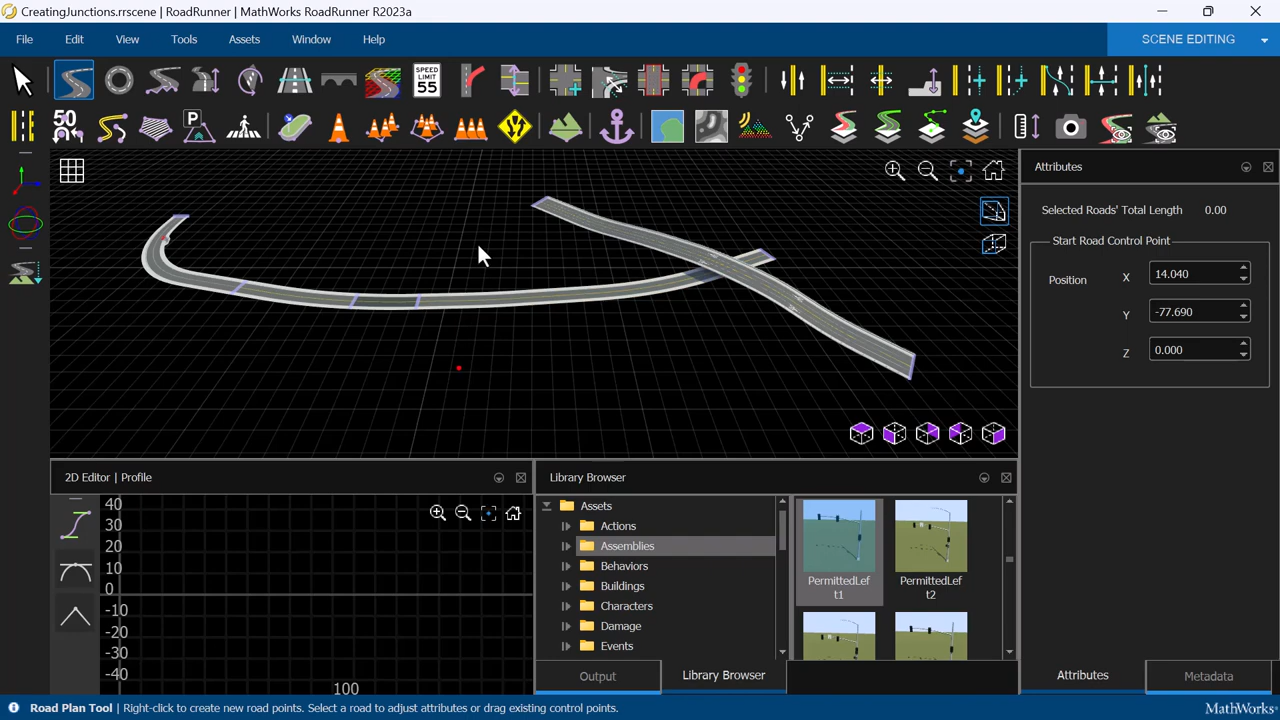 CreatingJunctions.rrscene | RoadRunner | MathWorks RoadRunner R2023a
File Edit View Tools Assets Window Help SCENE EDITING
SPEED LIMIT 55
50 P
Attributes
Selected Roads' Total Length 0.00
Start Road Control Point
Position X 14.040
Y -77.690
Z 0.000
2D Editor | Profile
40
30
20
10
0
-10
-20
-30
-40
100
Library Browser
Assets
Actions
Assemblies
Behaviors
Buildings
Characters
Damage
Events
PermittedLef
t1
PermittedLef
t2
Output Library Browser Attributes Metadata
Road Plan Tool | Right-click to create new road points. Select a road to adjust attributes or drag existing control points. MathWorks®